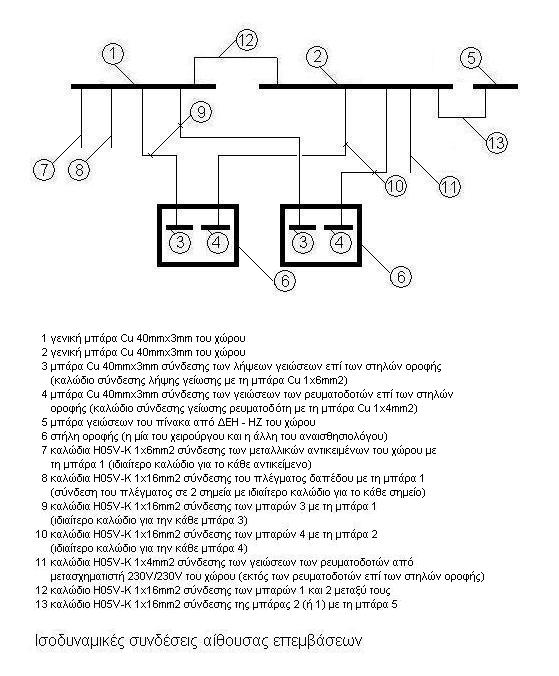 12
1
2
5
9
13
7
8
10
11
3
4
3
4
6
6
1 γενική μπάρα Cu 40mmx3mm του χώρου
2 γενική μπάρα Cu 40mmx3mm του χώρου
3 μπάρα Cu 40mmx3mm σύνδεσης των λήψεων γειώσεων επί των στηλών οροφής
(καλώδιο σύνδεσης λήψης γείωσης με τη μπάρα Cu 1x6mm2)
4 μπάρα Cu 40mmx3mm σύνδεσης των γειώσεων των ρευματοδοτών επί των στηλών
οροφής (καλώδιο σύνδεσης γείωσης ρευματοδότη με τη μπάρα Cu 1x4mm2)
5 μπάρα γειώσεων του πίνακα από ΔΕΗ - ΗΖ του χώρου
6 στήλη οροφής (η μία του χειρούργου και η άλλη του αναισθησιολόγου)
7 καλώδια H05V-K 1x6mm2 σύνδεσης των μεταλλικών αντικειμένων του χώρου με
τη μπάρα 1 (ιδιαίτερο καλώδιο για το κάθε αντικείμενο)
8 καλώδια H05V-K 1x16mm2 σύνδεσης του πλέγματος δαπέδου με τη μπάρα 1
(σύνδεση του πλέγματος σε 2 σημεία με ιδιαίτερο καλώδιο για το κάθε σημείο)
9 καλώδια H05V-K 1x16mm2 σύνδεσης των μπαρών 3 με τη μπάρα 1
(ιδιαίτερο καλώδιο για την κάθε μπάρα 3)
10 καλώδια H05V-K 1x16mm2 σύνδεσης των μπαρών 4 με τη μπάρα 2
(ιδιαίτερο καλώδιο για την κάθε μπάρα 4)
11 καλώδια H05V-K 1x4mm2 σύνδεσης των γειώσεων των ρευματοδοτών από
μετασχηματιστή 230V/230V του χώρου (εκτός των ρευματοδοτών επί των στηλών οροφής)
12 καλώδιο H05V-K 1x16mm2 σύνδεσης των μπαρών 1 και 2 μεταξύ τους
13 καλώδιο H05V-K 1x16mm2 σύνδεσης της μπάρας 2 (ή 1) με τη μπάρα 5
Ισοδυναμικές συνδέσεις αίθουσας επεμβάσεων